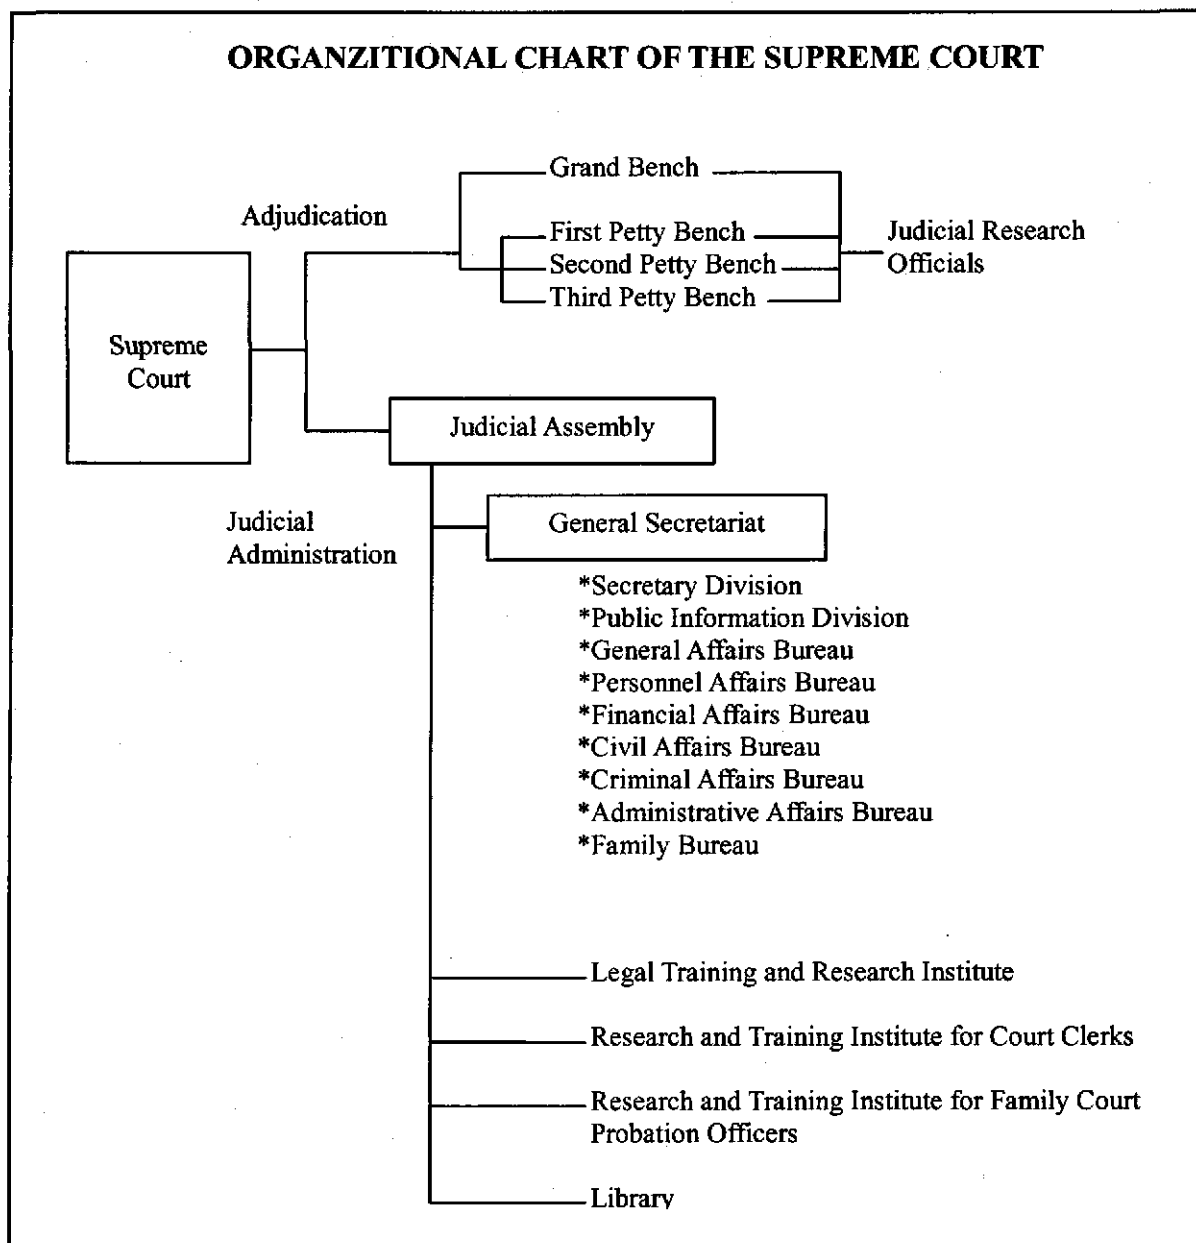 ORGANZITIONAL CHART OF THE SUPREME COURT
Adjudication
Grand Bench
First Petty Bench
Second Petty Bench
Third Petty Bench
Judicial Research
Officials
Supreme
Court
Judicial Assembly
Judicial
Administration
General Secretariat
*Secretary Division
*Public Information Division
*General Affairs Bureau
*Personnel Affairs Bureau
*Financial Affairs Bureau
*Civil Affairs Bureau
*Criminal Affairs Bureau
*Administrative Affairs Bureau
*Family Bureau
Legal Training and Research Institute
Research and Training Institute for Court Clerks
Research and Training Institute for Family Court
Probation Officers
Library